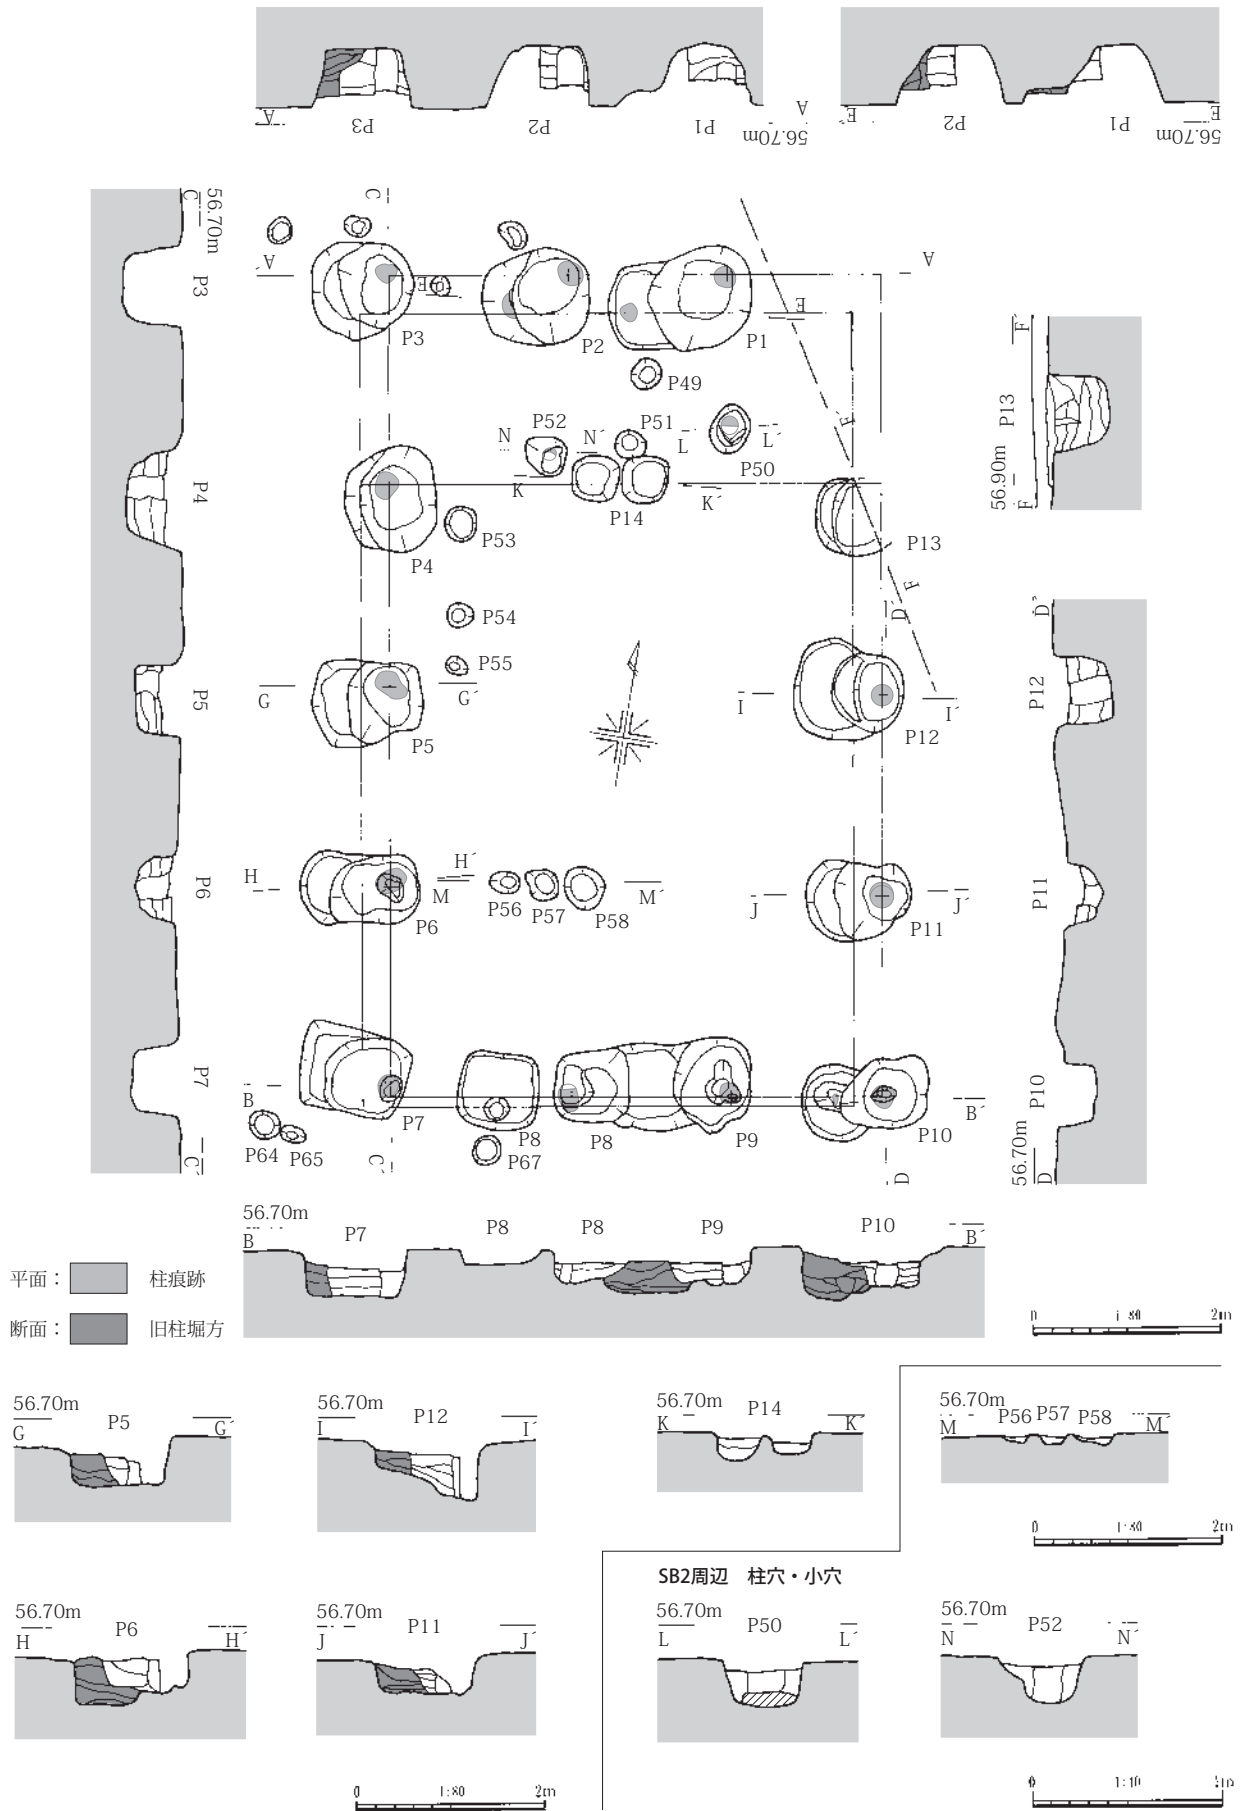 A´ P3 P2 P1 56.70m A
E´ P2 P1 56.70m E
56.70m
C
P3
P4
P5
P6
P7
C´
C
A´ A
E´ E
P3 P2 P1
P49
P52 P51
N N´ L L´
P50
K K´
P14
P53
P4
P13
F´
F
D´
P54
P55
G G´
P5
I I´
P12
H H´
M M´
P56 P57 P58
P6
J J´
P11
B B´
P7 P8 P8 P9 P10
P64 P65
P67
C´
D
F´
P13
56.90m
F
D´
P12
P11
P10
56.70m
D
56.70m
B P7 P8 P8 P9 P10 B´
平面： 柱痕跡
断面： 旧柱堀方
0 1:80 2m
56.70m
G P5 G´
56.70m
I P12 I´
56.70m
K P14 K´
56.70m
M P56 P57 P58 M´
0 1:80 2m
SB2周辺　柱穴・小穴
56.70m
H P6 H´
56.70m
J P11 J´
56.70m
L P50 L´
56.70m
N P52 N´
0 1:80 2m
0 2m